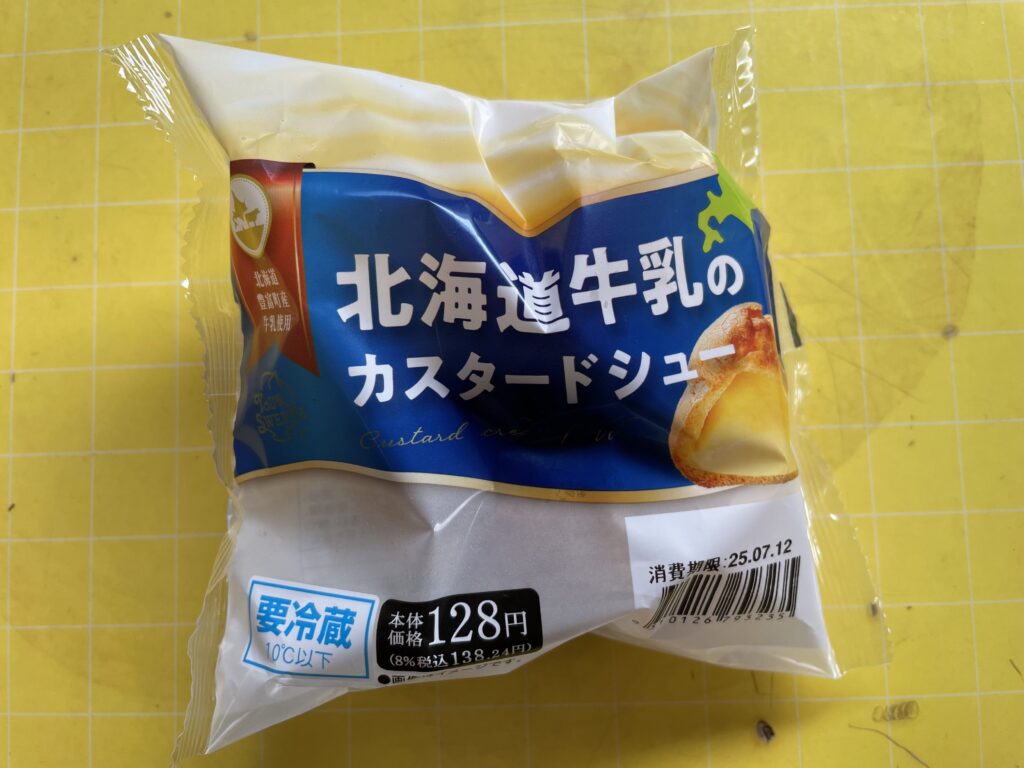 北海道
豊富町産
牛乳使用
北海道牛乳の
カスタードシュー
Custard
消費期限:25.07.12
要冷蔵
10℃以下
本体
価格
128円
(8%税込138.24円)